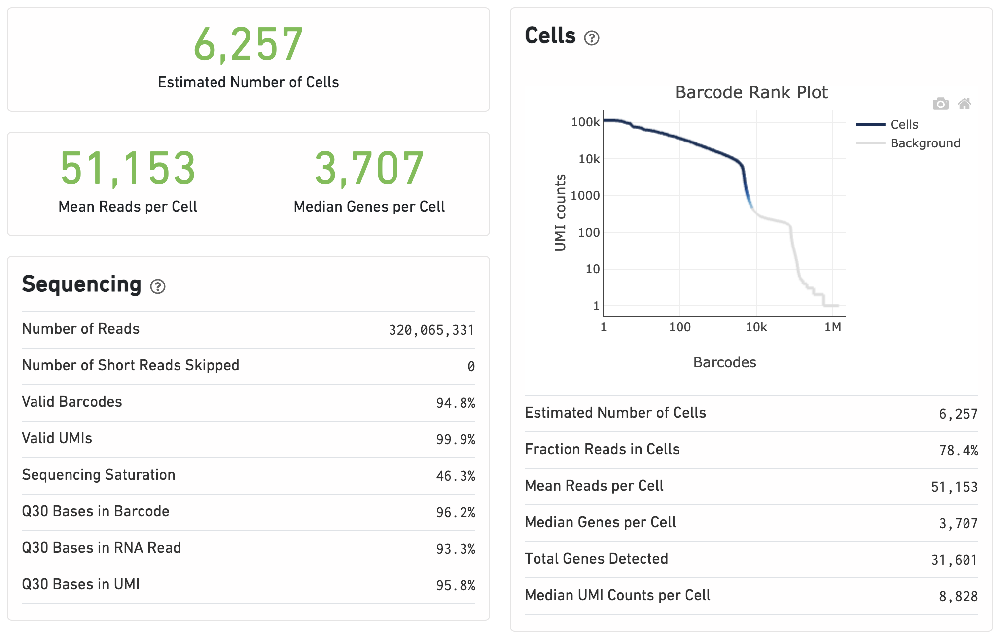 6,257
Estimated Number of Cells
51,153
Mean Reads per Cell
3,707
Median Genes per Cell
Sequencing ?
Number of Reads 320,065,331
Number of Short Reads Skipped 0
Valid Barcodes 94.8%
Valid UMIs 99.9%
Sequencing Saturation 46.3%
Q30 Bases in Barcode 96.2%
Q30 Bases in RNA Read 93.3%
Q30 Bases in UMI 95.8%
Cells ?
Barcode Rank Plot
Cells
Background
UMI counts
100k
10k
1000
100
10
1
1 100 10k 1M
Barcodes
Estimated Number of Cells 6,257
Fraction Reads in Cells 78.4%
Mean Reads per Cell 51,153
Median Genes per Cell 3,707
Total Genes Detected 31,601
Median UMI Counts per Cell 8,828